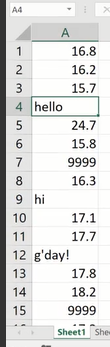 A4
A
1 16.8
2 16.2
3 15.7
4 hello
5 24.7
6 15.8
7 9999
8 16.3
9 hi
10 17.1
11 17.7
12 g'day!
13 17.8
14 18.2
15 9999
Sheet1 S